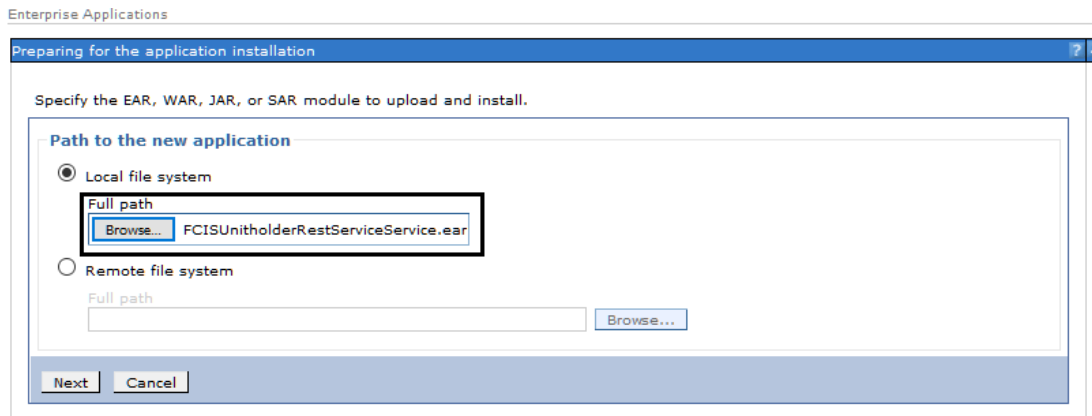 Enterprise Applications
Preparing for the application installation ?
Specify the EAR, WAR, JAR, or SAR module to upload and install.
Path to the new application
Local file system
Full path
Browse... FCISUnitholderRestServiceService.ear
Remote file system
Full path
Browse...
Next Cancel